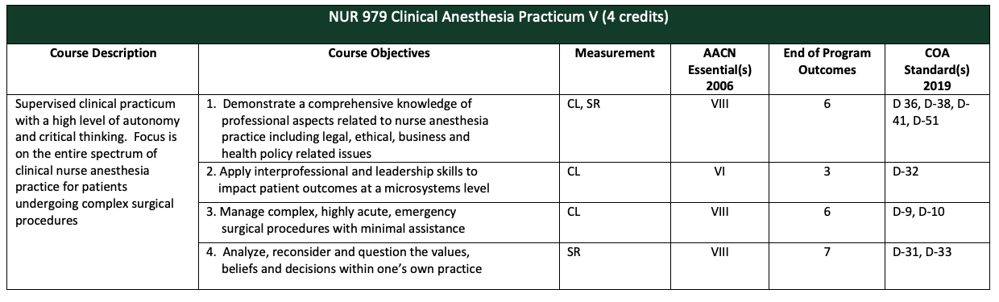 NUR 979 Clinical Anesthesia Practicum V (4 credits)
Course Description
Course Objectives
Measurement
AACN
Essential(s)
2006
End of Program
Outcomes
COA
Standard(s)
2019
Supervised clinical practicum
with a high level of autonomy
and critical thinking.  Focus is
on the entire spectrum of
clinical nurse anesthesia
practice for patients
undergoing complex surgical
procedures
1.  Demonstrate a comprehensive knowledge of
professional aspects related to nurse anesthesia
practice including legal, ethical, business and
health policy related issues
CL, SR
VIII
6
D 36, D-38, D-
41, D-51
2. Apply interprofessional and leadership skills to
impact patient outcomes at a microsystems level
CL
VI
3
D-32
3. Manage complex, highly acute, emergency
surgical procedures with minimal assistance
CL
VIII
6
D-9, D-10
4.  Analyze, reconsider and question the values,
beliefs and decisions within one’s own practice
SR
VIII
7
D-31, D-33